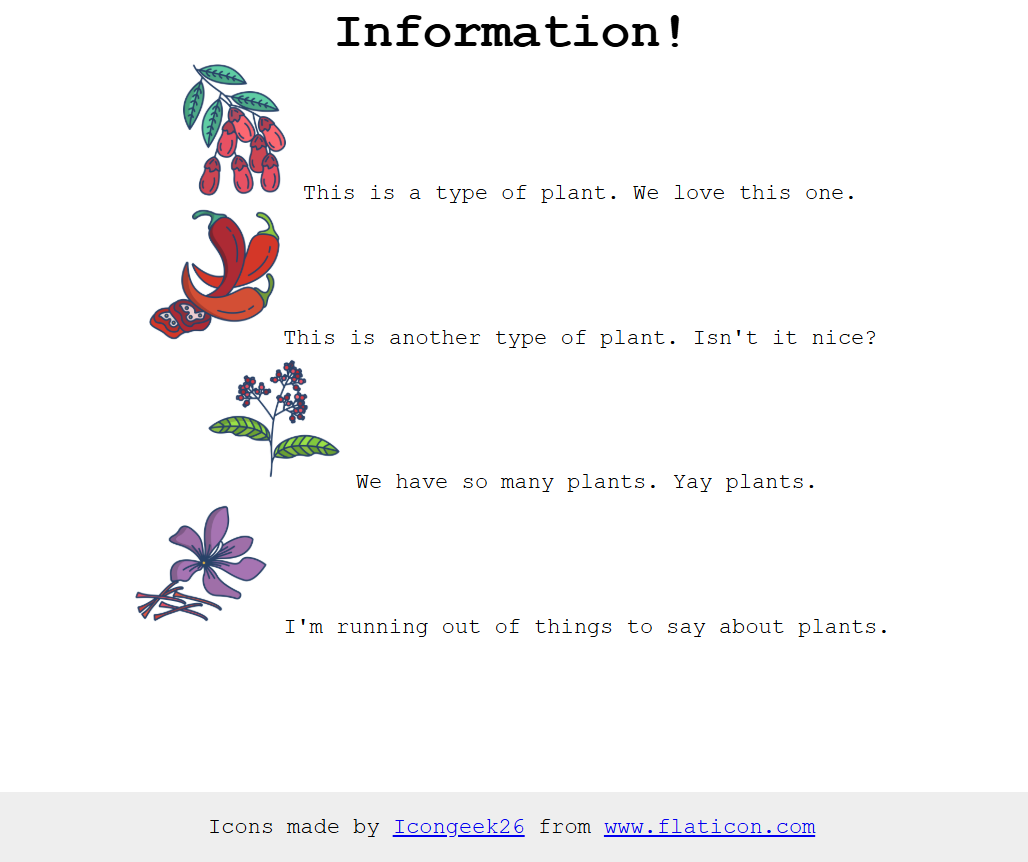 Information!
This is a type of plant. We love this one.
This is another type of plant. Isn't it nice?
We have so many plants. Yay plants.
I'm running out of things to say about plants.
Icons made by Icongeek26 from www.flaticon.com